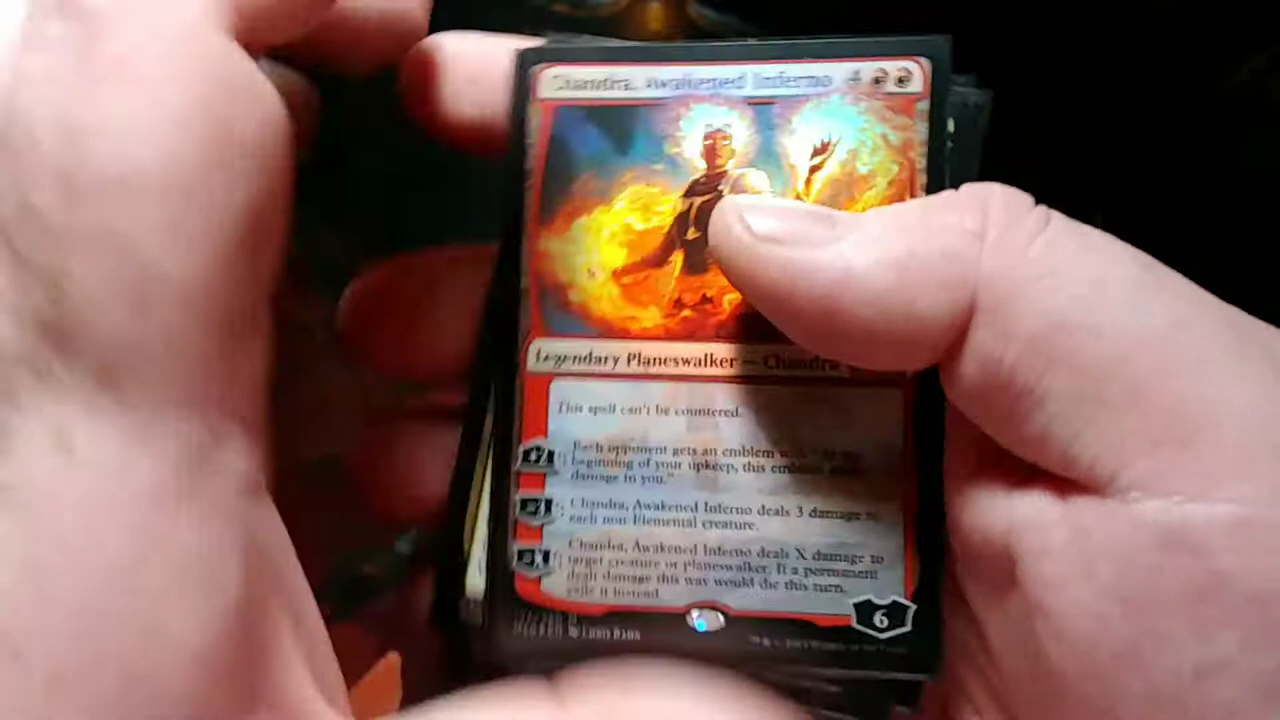 Chandra, Awakened Inferno 4
Legendary Planeswalker — Chandra
This spell can't be countered.
Each opponent gets an emblem with "At
beginning of your upkeep, this emblem
damage to you."
Chandra, Awakened Inferno deals 3 damage to
each non-Elemental creature.
Chandra, Awakened Inferno deals X damage to
target creature or planeswalker. If a permanent
dealt damage this way would die this turn,
exile it instead.
6